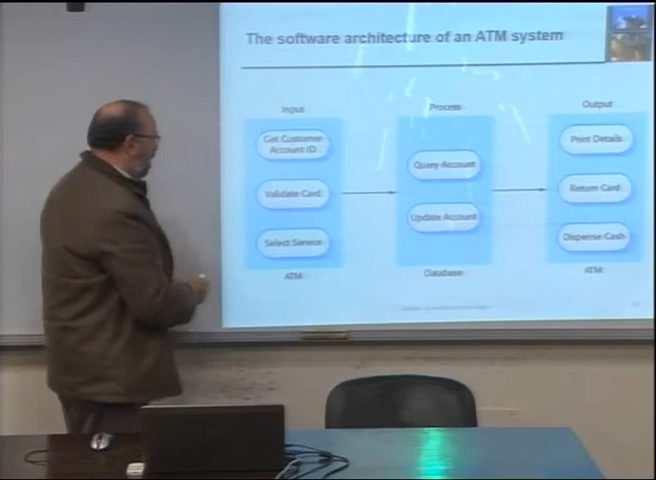 The software architecture of an ATM system
Input
Process
Output
Get Customer
Account ID
Validate Card
Select Service
Query Account
Update Account
Print Details
Return Card
Dispense Cash
ATM
Database
ATM